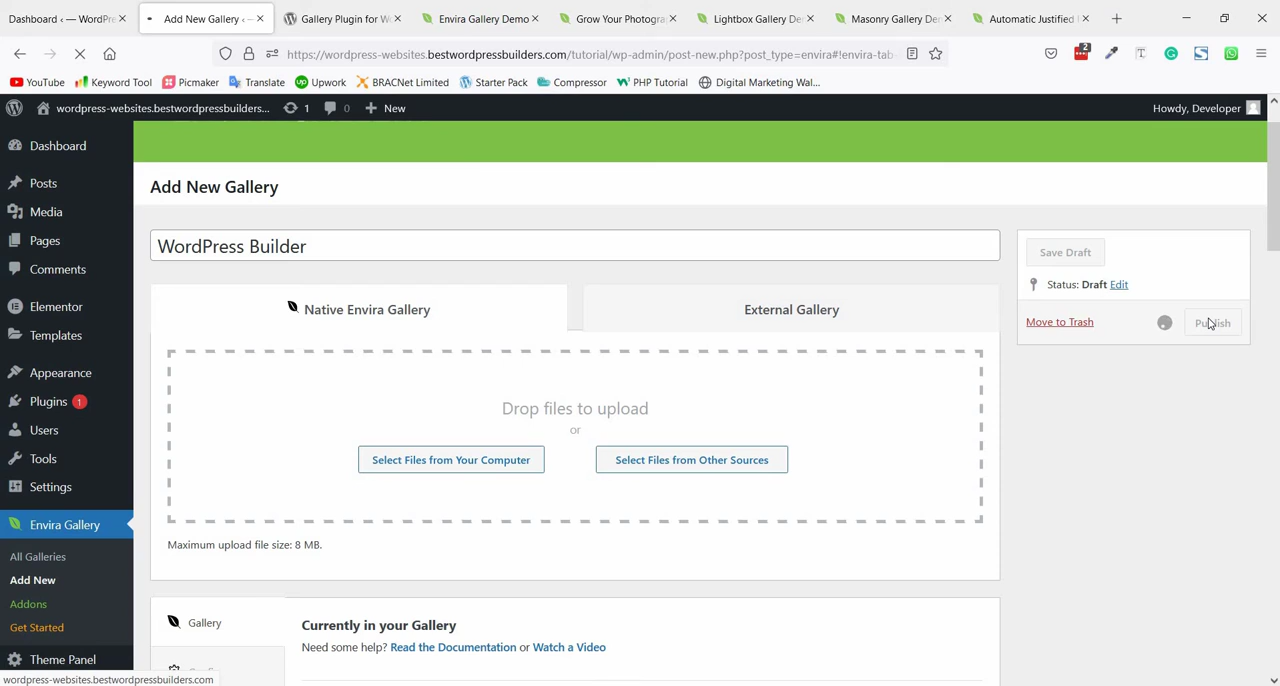 Dashboard ‹ — WordPre
Add New Gallery ‹ —
Gallery Plugin for W
Envira Gallery Demo
Grow Your Photogra
Lightbox Gallery De
Masonry Gallery De
Automatic Justified
https://wordpress-websites.bestwordpressbuilders.com/tutorial/wp-admin/post-new.php?post_type=envira#!envira-tab
2
YouTube
Keyword Tool
Picmaker
Translate
Upwork
BRACNet Limited
Starter Pack
Compressor
PHP Tutorial
Digital Marketing Wal...
wordpress-websites.bestwordpressbuilders...
1
0
New
Howdy, Developer
Dashboard
Posts
Media
Pages
Comments
Elementor
Templates
Appearance
Plugins 1
Users
Tools
Settings
Envira Gallery
All Galleries
Add New
Addons
Get Started
Theme Panel
wordpress-websites.bestwordpressbuilders.com
Add New Gallery
WordPress Builder
Native Envira Gallery
External Gallery
Drop files to upload
or
Select Files from Your Computer
Select Files from Other Sources
Maximum upload file size: 8 MB.
Gallery
Currently in your Gallery
Need some help? Read the Documentation or Watch a Video
Save Draft
Status: Draft Edit
Move to Trash
Publish